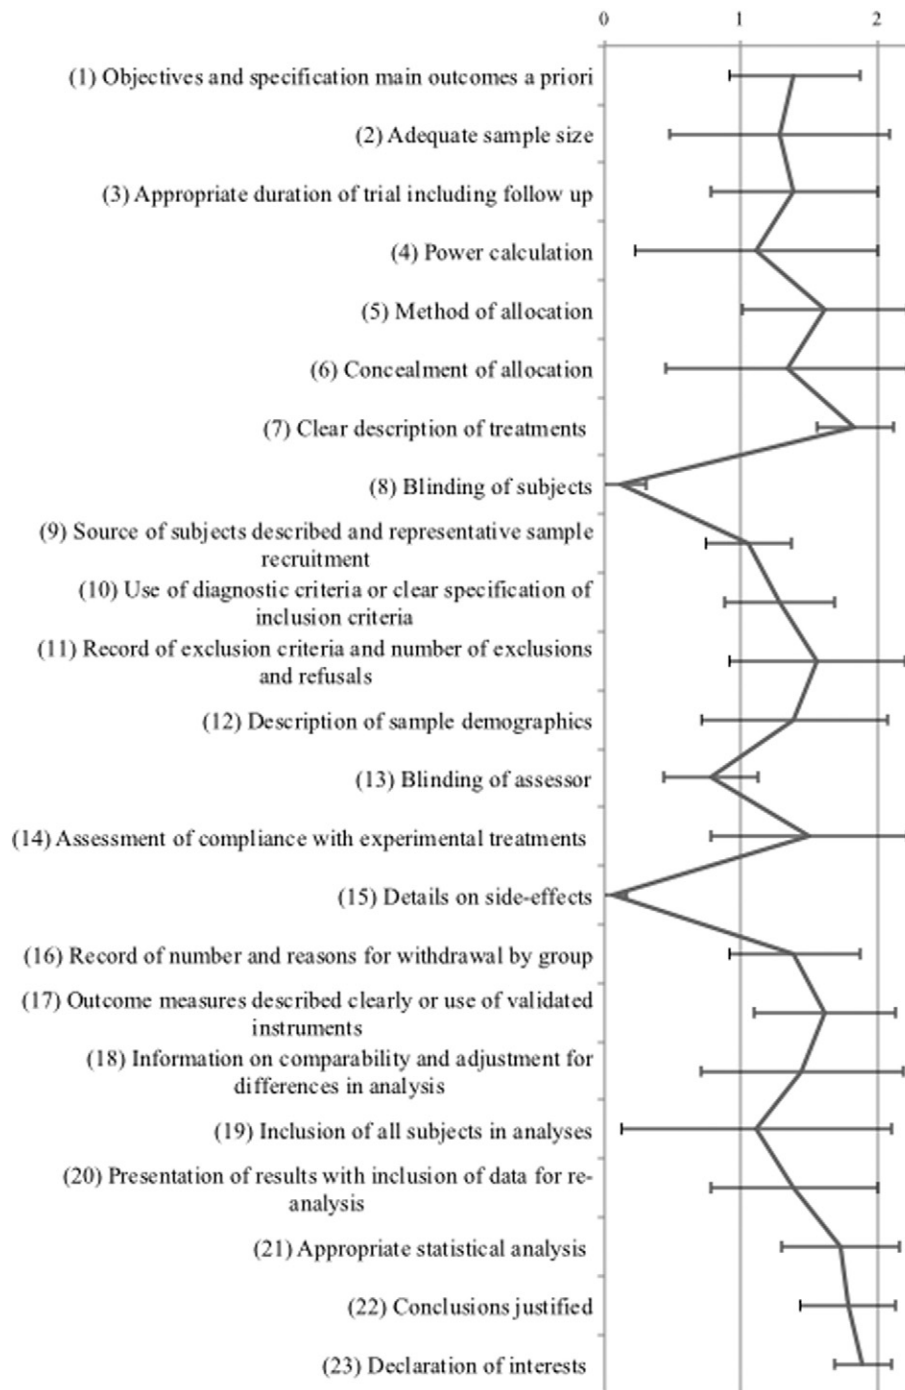 0 1 2
(1) Objectives and specification main outcomes a priori
(2) Adequate sample size
(3) Appropriate duration of trial including follow up
(4) Power calculation
(5) Method of allocation
(6) Concealment of allocation
(7) Clear description of treatments
(8) Blinding of subjects
(9) Source of subjects described and representative sample
recruitment
(10) Use of diagnostic criteria or clear specification of
inclusion criteria
(11) Record of exclusion criteria and number of exclusions
and refusals
(12) Description of sample demographics
(13) Blinding of assessor
(14) Assessment of compliance with experimental treatments
(15) Details on side-effects
(16) Record of number and reasons for withdrawal by group
(17) Outcome measures described clearly or use of validated
instruments
(18) Information on comparability and adjustment for
differences in analysis
(19) Inclusion of all subjects in analyses
(20) Presentation of results with inclusion of data for re-
analysis
(21) Appropriate statistical analysis
(22) Conclusions justified
(23) Declaration of interests